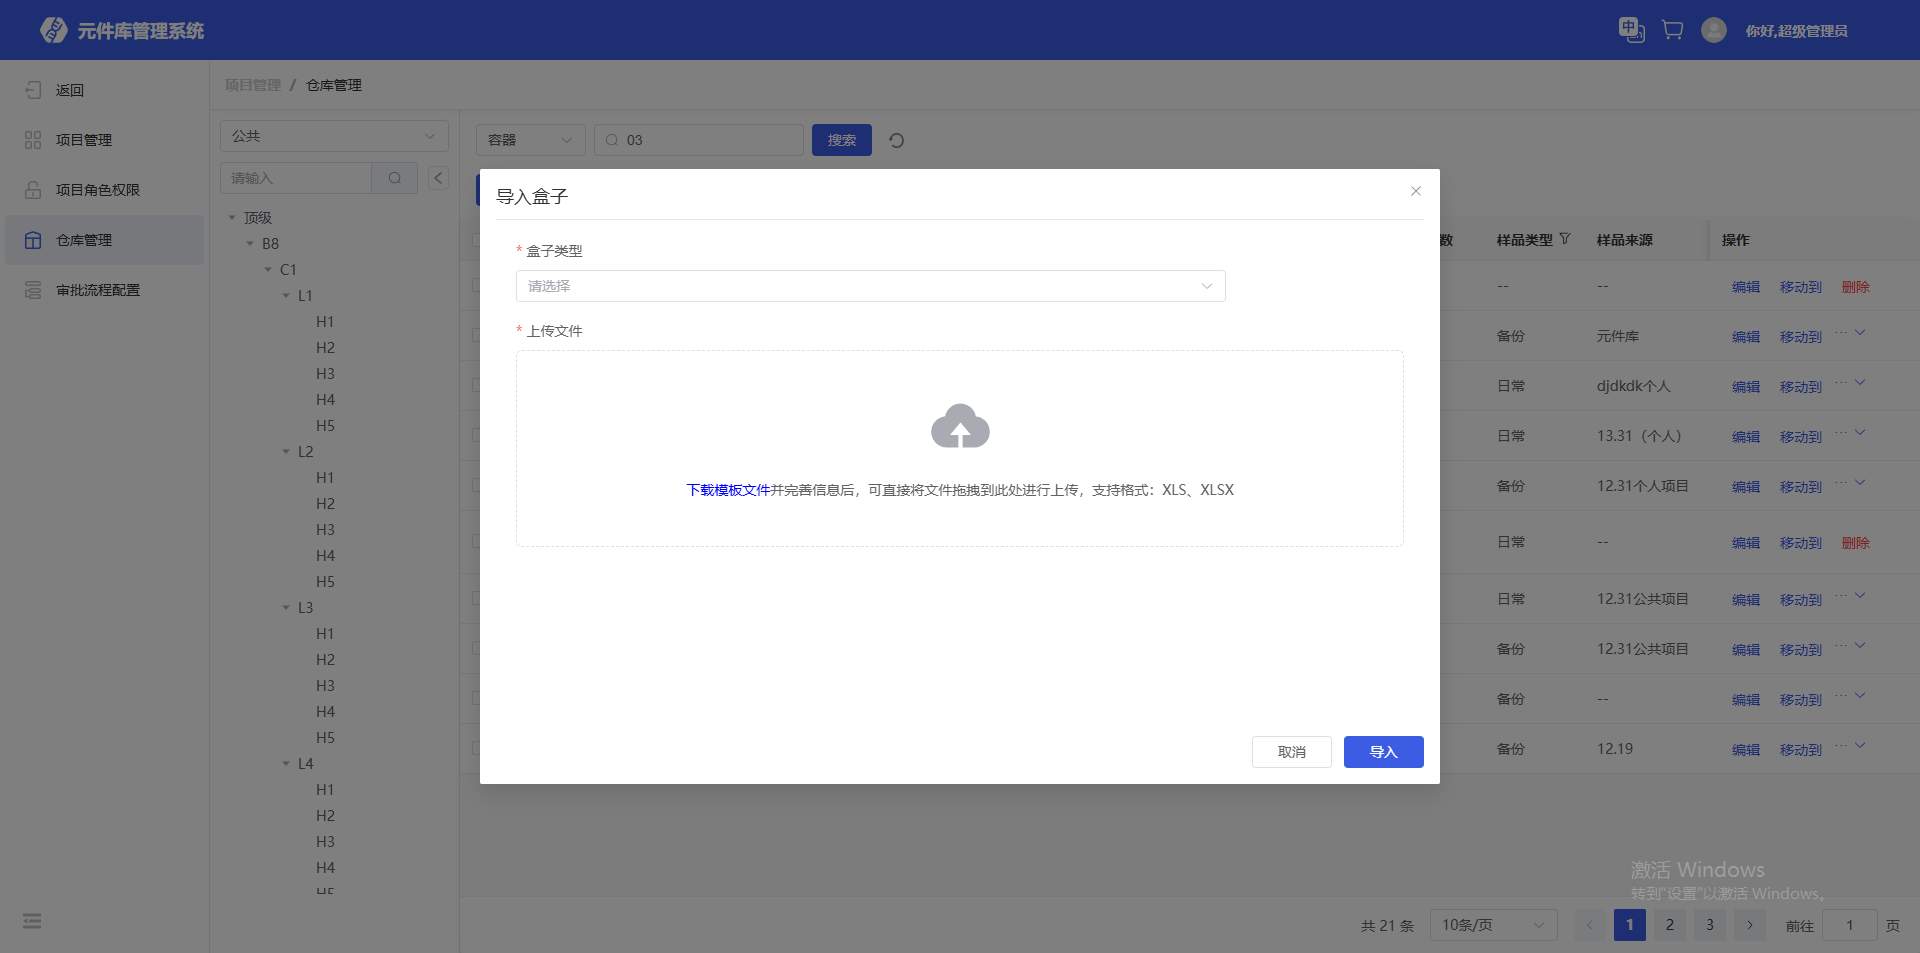 元件库管理系统
中
你好,超级管理员
返回
项目管理
项目角色权限
仓库管理
审批流程配置
项目管理 / 仓库管理
公共
请输入
顶级
B8
C1
L1
H1
H2
H3
H4
H5
L2
H1
H2
H3
H4
H5
L3
H1
H2
H3
H4
H5
L4
H1
H2
H3
H4
H5
容器
03
搜索
导入盒子
* 盒子类型
请选择
* 上传文件
下载模板文件并完善信息后，可直接将文件拖拽到此处进行上传，支持格式：XLS、XLSX
取消
导入
数 样品类型 样品来源 操作
-- -- 编辑 移动到 删除
备份 元件库 编辑 移动到 ...
日常 djdkdk个人 编辑 移动到 ...
日常 13.31（个人） 编辑 移动到 ...
备份 12.31个人项目 编辑 移动到 ...
日常 -- 编辑 移动到 删除
日常 12.31公共项目 编辑 移动到 ...
备份 12.31公共项目 编辑 移动到 ...
备份 -- 编辑 移动到 ...
备份 12.19 编辑 移动到 ...
激活 Windows
转到"设置"以激活 Windows。
共 21 条 10条/页 1 2 3 前往 1 页